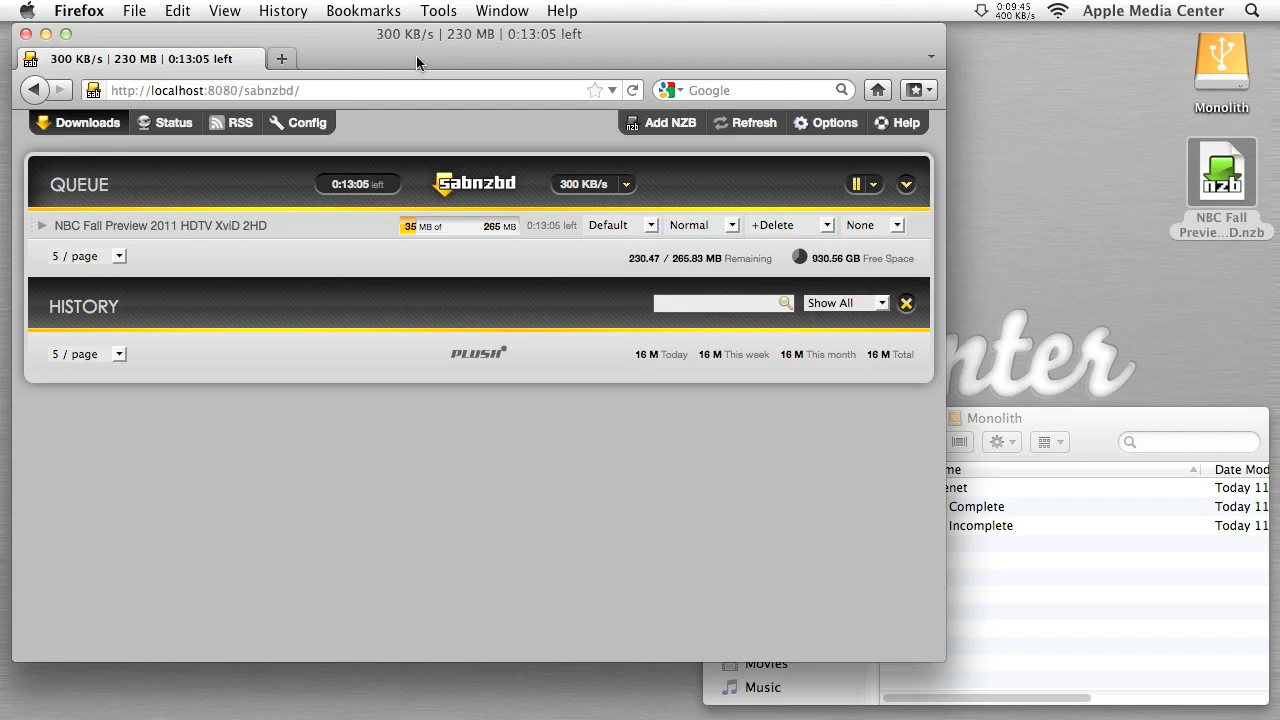 Firefox File Edit View History Bookmarks Tools Window Help
0:09:45
400 KB/s
Apple Media Center
300 KB/s | 230 MB | 0:13:05 left
300 KB/s | 230 MB | 0:13:05 left
http://localhost:8080/sabnzbd/
Google
Downloads Status RSS Config
nzb Add NZB Refresh Options Help
QUEUE 0:13:05 left sabnzbd 300 KB/s
NBC Fall Preview 2011 HDTV XviD 2HD 35 MB of 265 MB 0:13:05 left Default Normal +Delete None
5 / page 230.47 / 265.83 MB Remaining 930.56 GB Free Space
HISTORY Show All
5 / page PLUSH 16 M Today 16 M This week 16 M This month 16 M Total
Monolith
nzb
NBC Fall
Previe...D.nzb
nter
Monolith
me Date Mod
enet Today 11
Complete Today 11
Incomplete Today 11
Movies
Music